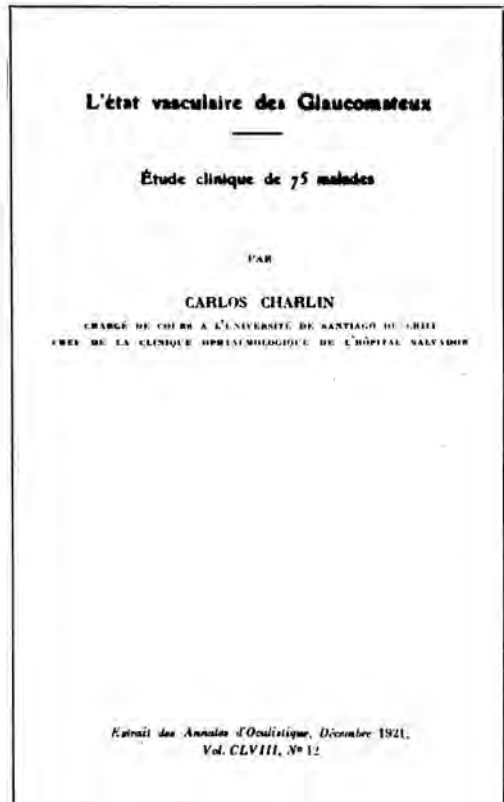 L'état vasculaire des Glaucomateux
Étude clinique de 75 malades
PAR
CARLOS CHARLIN
CHARGÉ DE COURS A L'UNIVERSITÉ DE SANTIAGO DU CHILI
CHEF DE LA CLINIQUE OPHTALMOLOGIQUE DE L'HÔPITAL SALVADOR
Extrait des Annales d'Oculistique, Décembre 1921,
Vol. CLVIII, Nº 12